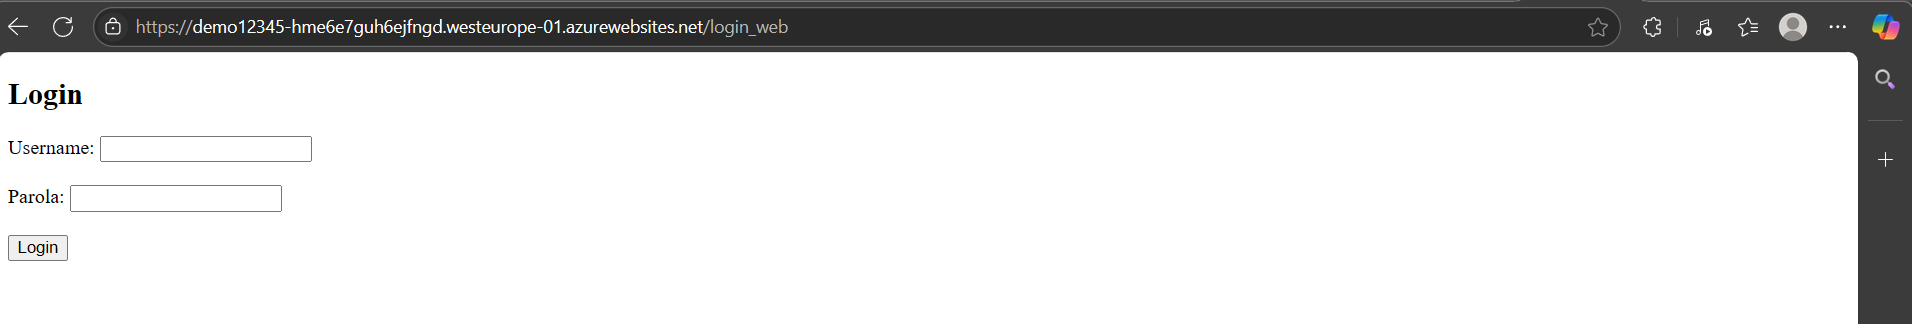 https://demo12345-hme6e7guh6ejfngd.westeurope-01.azurewebsites.net/login_web
Login
Username:
Parola:
Login